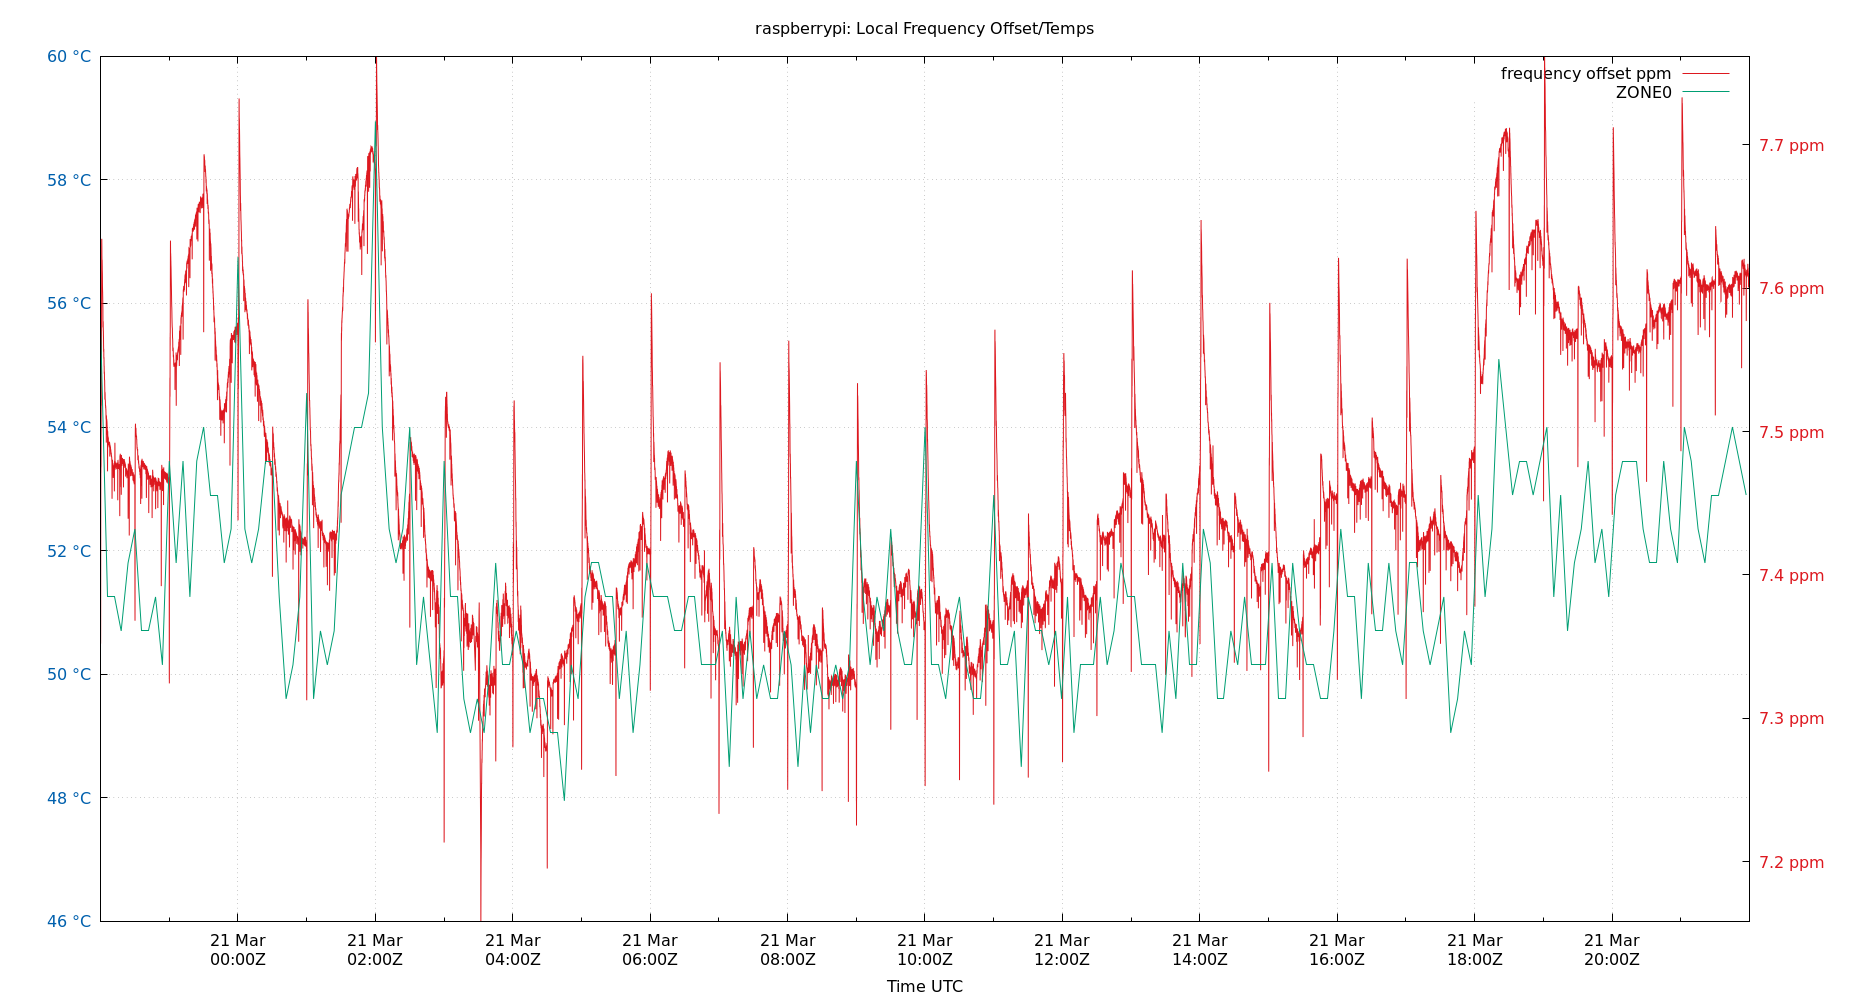 raspberrypi: Local Frequency Offset/Temps
frequency offset ppm
ZONE0
60 °C
58 °C
56 °C
54 °C
52 °C
50 °C
48 °C
46 °C
7.7 ppm
7.6 ppm
7.5 ppm
7.4 ppm
7.3 ppm
7.2 ppm
21 Mar 21 Mar 21 Mar 21 Mar 21 Mar 21 Mar 21 Mar 21 Mar 21 Mar 21 Mar 21 Mar
00:00Z 02:00Z 04:00Z 06:00Z 08:00Z 10:00Z 12:00Z 14:00Z 16:00Z 18:00Z 20:00Z
Time UTC